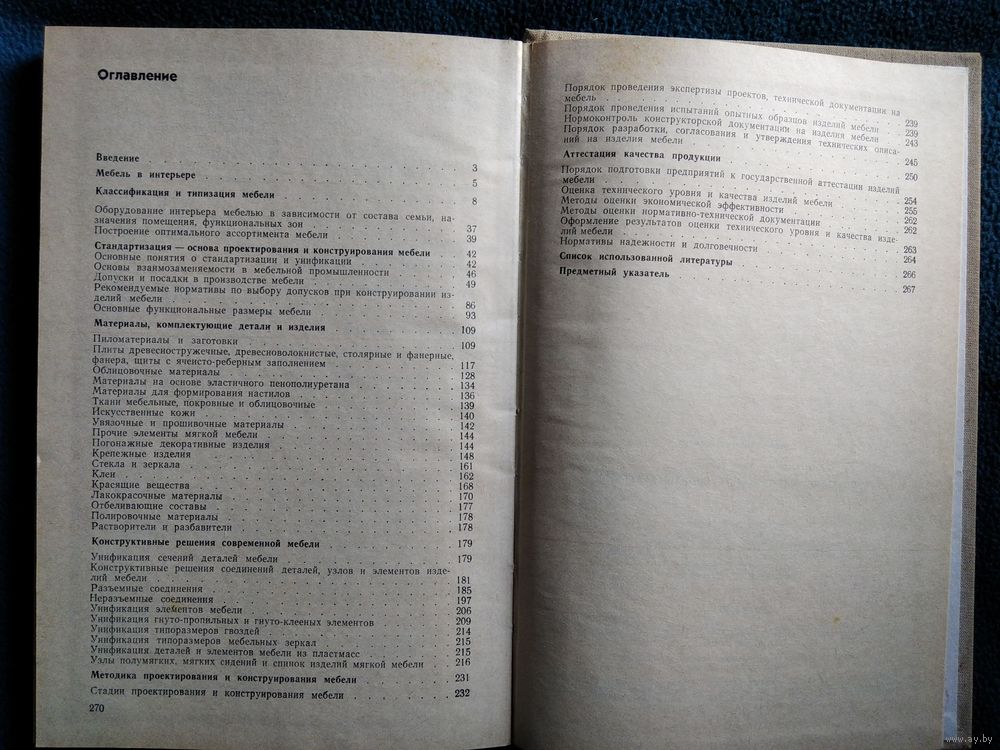 Оглавление
Введение 3
Мебель в интерьере 5
Классификация и типизация мебели 8
Оборудование интерьера мебелью в зависимости от состава семьи, на-
значения помещения, функциональных зон 37
Построение оптимального ассортимента мебели 39
Стандартизация — основа проектирования и конструирования мебели 42
Основные понятия о стандартизации и унификации 42
Основы взаимозаменяемости в мебельной промышленности 46
Допуски и посадки в производстве мебели 49
Рекомендуемые нормативы по выбору допусков при конструировании из-
делий мебели 86
Основные функциональные размеры мебели 93
Материалы, комплектующие детали и изделия 109
Пиломатериалы и заготовки 109
Плиты древесностружечные, древесноволокнистые, столярные и фанерные,
фанера, щиты с ячеисто-реберным заполнением 117
Облицовочные материалы 128
Материалы на основе эластичного пенополиуретана 134
Материалы для формирования настилов 136
Ткани мебельные, покровные и облицовочные 139
Искусственные кожи 140
Увязочные и прошивочные материалы 142
Прочие элементы мягкой мебели 144
Погонажные декоративные изделия 144
Крепежные изделия 148
Стекла и зеркала 161
Клеи 162
Красящие вещества 168
Лакокрасочные материалы 170
Отбеливающие составы 177
Полировочные материалы 178
Растворители и разбавители 178
Конструктивные решения современной мебели 179
Унификация сечений деталей мебели 179
Конструктивные решения соединений деталей, узлов и элементов изде-
лий мебели 181
Разъемные соединения 185
Неразъемные соединения 197
Унификация элементов мебели 206
Унификация гнуто-пропильных и гнуто-клееных элементов 209
Унификация типоразмеров гвоздей 214
Унификация типоразмеров мебельных зеркал 215
Унификация деталей и элементов мебели из пластмасс 215
Узлы полумягких, мягких сидений и спинок изделий мягкой мебели 216
Методика проектирования и конструирования мебели 231
Стадии проектирования и конструирования мебели 232
270
Порядок проведения экспертизы проектов, технической документации на
мебель 239
Порядок проведения испытаний опытных образцов изделий мебели 239
Нормоконтроль конструкторской документации на изделия мебели 243
Порядок разработки, согласования и утверждения технических описа-
ний на изделия мебели 245
Аттестация качества продукции 250
Порядок подготовки предприятий к государственной аттестации изделий
мебели 254
Оценка технического уровня и качества изделий мебели 255
Методы оценки экономической эффективности 262
Методы оценки нормативно-технической документации 262
Оформление результатов оценки технического уровня и качества изде-
лий мебели 263
Нормативы надежности и долговечности 264
Список использованной литературы 266
Предметный указатель 267
www.ay.by